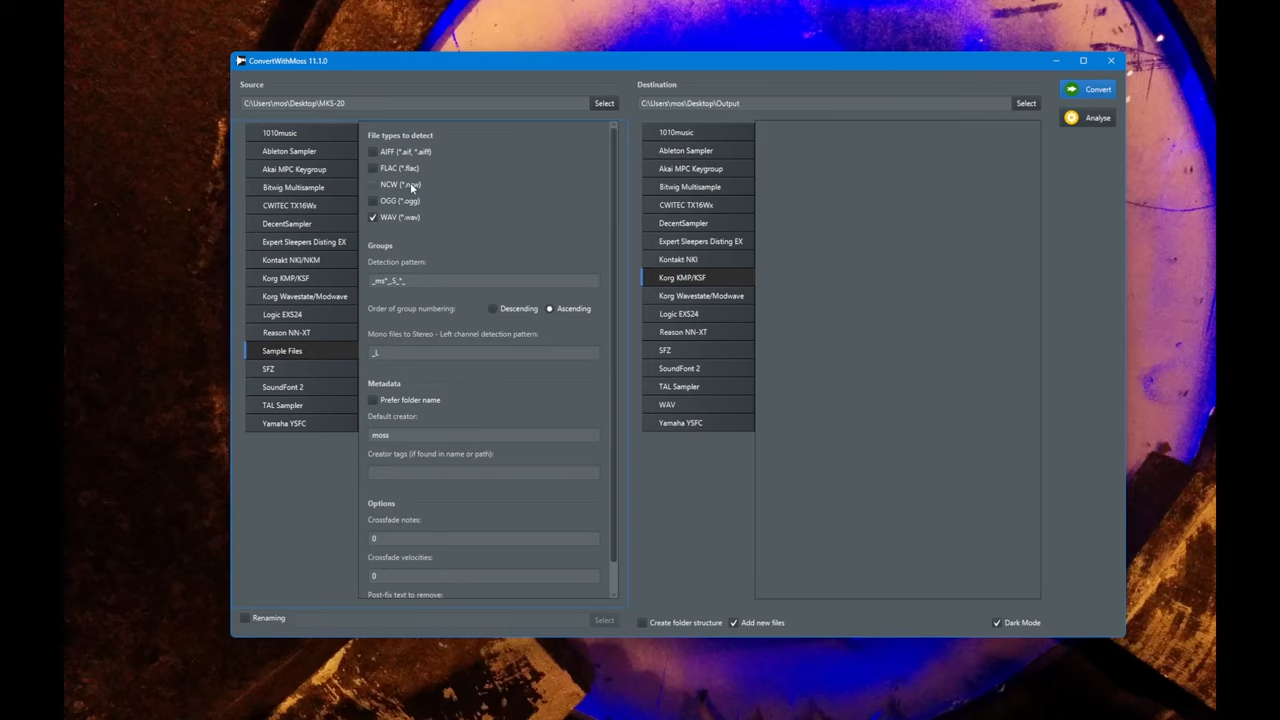 ConvertWithMoss 11.1.0
Source
C:\Users\mos\Desktop\MKS-20
Select
1010music
Ableton Sampler
Akai MPC Keygroup
Bitwig Multisample
CWITEC TX16Wx
DecentSampler
Expert Sleepers Disting EX
Kontakt NKI/NKM
Korg KMP/KSF
Korg Wavestate/Modwave
Logic EXS24
Reason NN-XT
Sample Files
SFZ
SoundFont 2
TAL Sampler
Yamaha YSFC
File types to detect
AIFF (*.aif, *.aiff)
FLAC (*.flac)
NCW (*.ncw)
OGG (*.ogg)
WAV (*.wav)
Groups
Detection pattern:
_ms*_,S_*_
Order of group numbering:
Descending
Ascending
Mono files to Stereo - Left channel detection pattern:
_L
Metadata
Prefer folder name
Default creator:
moss
Creator tags (if found in name or path):
Options
Crossfade notes:
0
Crossfade velocities:
0
Post-fix text to remove:
Renaming
Select
Destination
C:\Users\mos\Desktop\Output
Select
1010music
Ableton Sampler
Akai MPC Keygroup
Bitwig Multisample
CWITEC TX16Wx
DecentSampler
Expert Sleepers Disting EX
Kontakt NKI
Korg KMP/KSF
Korg Wavestate/Modwave
Logic EXS24
Reason NN-XT
SFZ
SoundFont 2
TAL Sampler
WAV
Yamaha YSFC
Create folder structure
Add new files
Dark Mode
Convert
Analyse